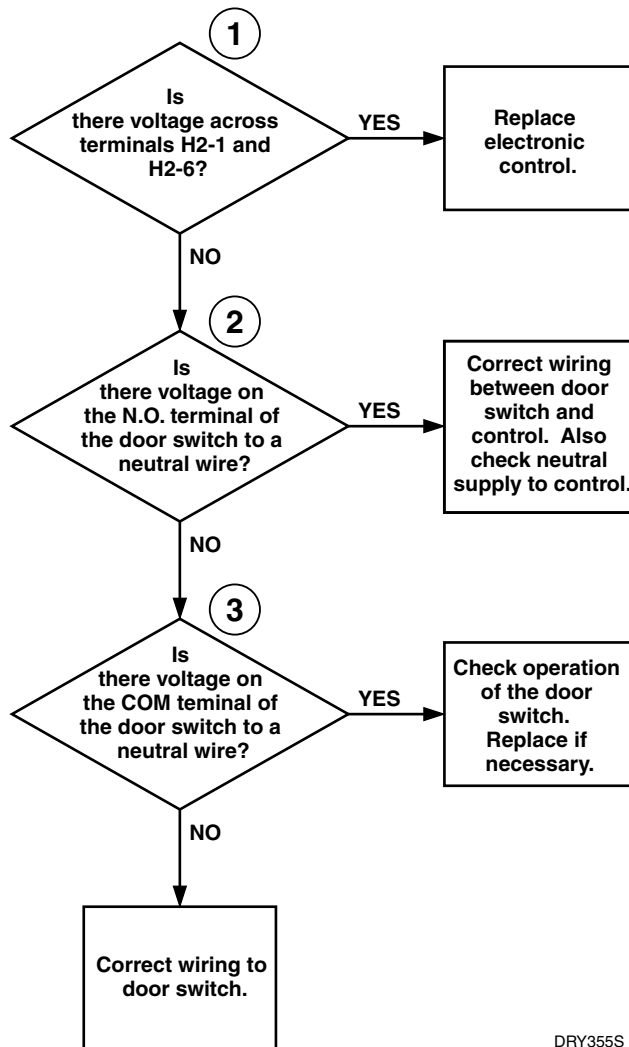 1
Is
there voltage across
terminals H2-1 and
H2-6?
YES
Replace
electronic
control.
NO
2
Is
there voltage on
the N.O. terminal of
the door switch to a
neutral wire?
YES
Correct wiring
between door
switch and
control. Also
check neutral
supply to control.
NO
3
Is
there voltage on
the COM teminal of
the door switch to a
neutral wire?
YES
Check operation
of the door
switch.
Replace if
necessary.
NO
Correct wiring to
door switch.
DRY355S